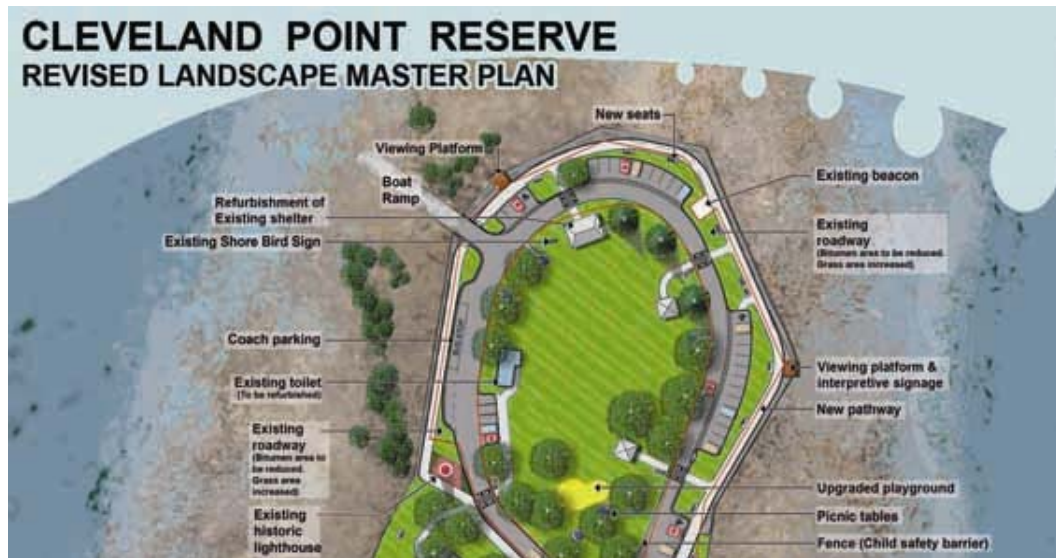 CLEVELAND POINT RESERVE
REVISED LANDSCAPE MASTER PLAN
New seats
Viewing Platform
Boat
Ramp
Existing beacon
Refurbishment of
Existing shelter
Existing Shore Bird Sign
Existing
roadway
(Bitumen area to be reduced.
Grass area increased)
Coach parking
Existing toilet
(To be refurbished)
Viewing platform &
interpretive signage
New pathway
Existing
roadway
(Bitumen area to
be reduced.
Grass area
increased)
Existing
historic
lighthouse
Upgraded playground
Picnic tables
Fence (Child safety barrier)